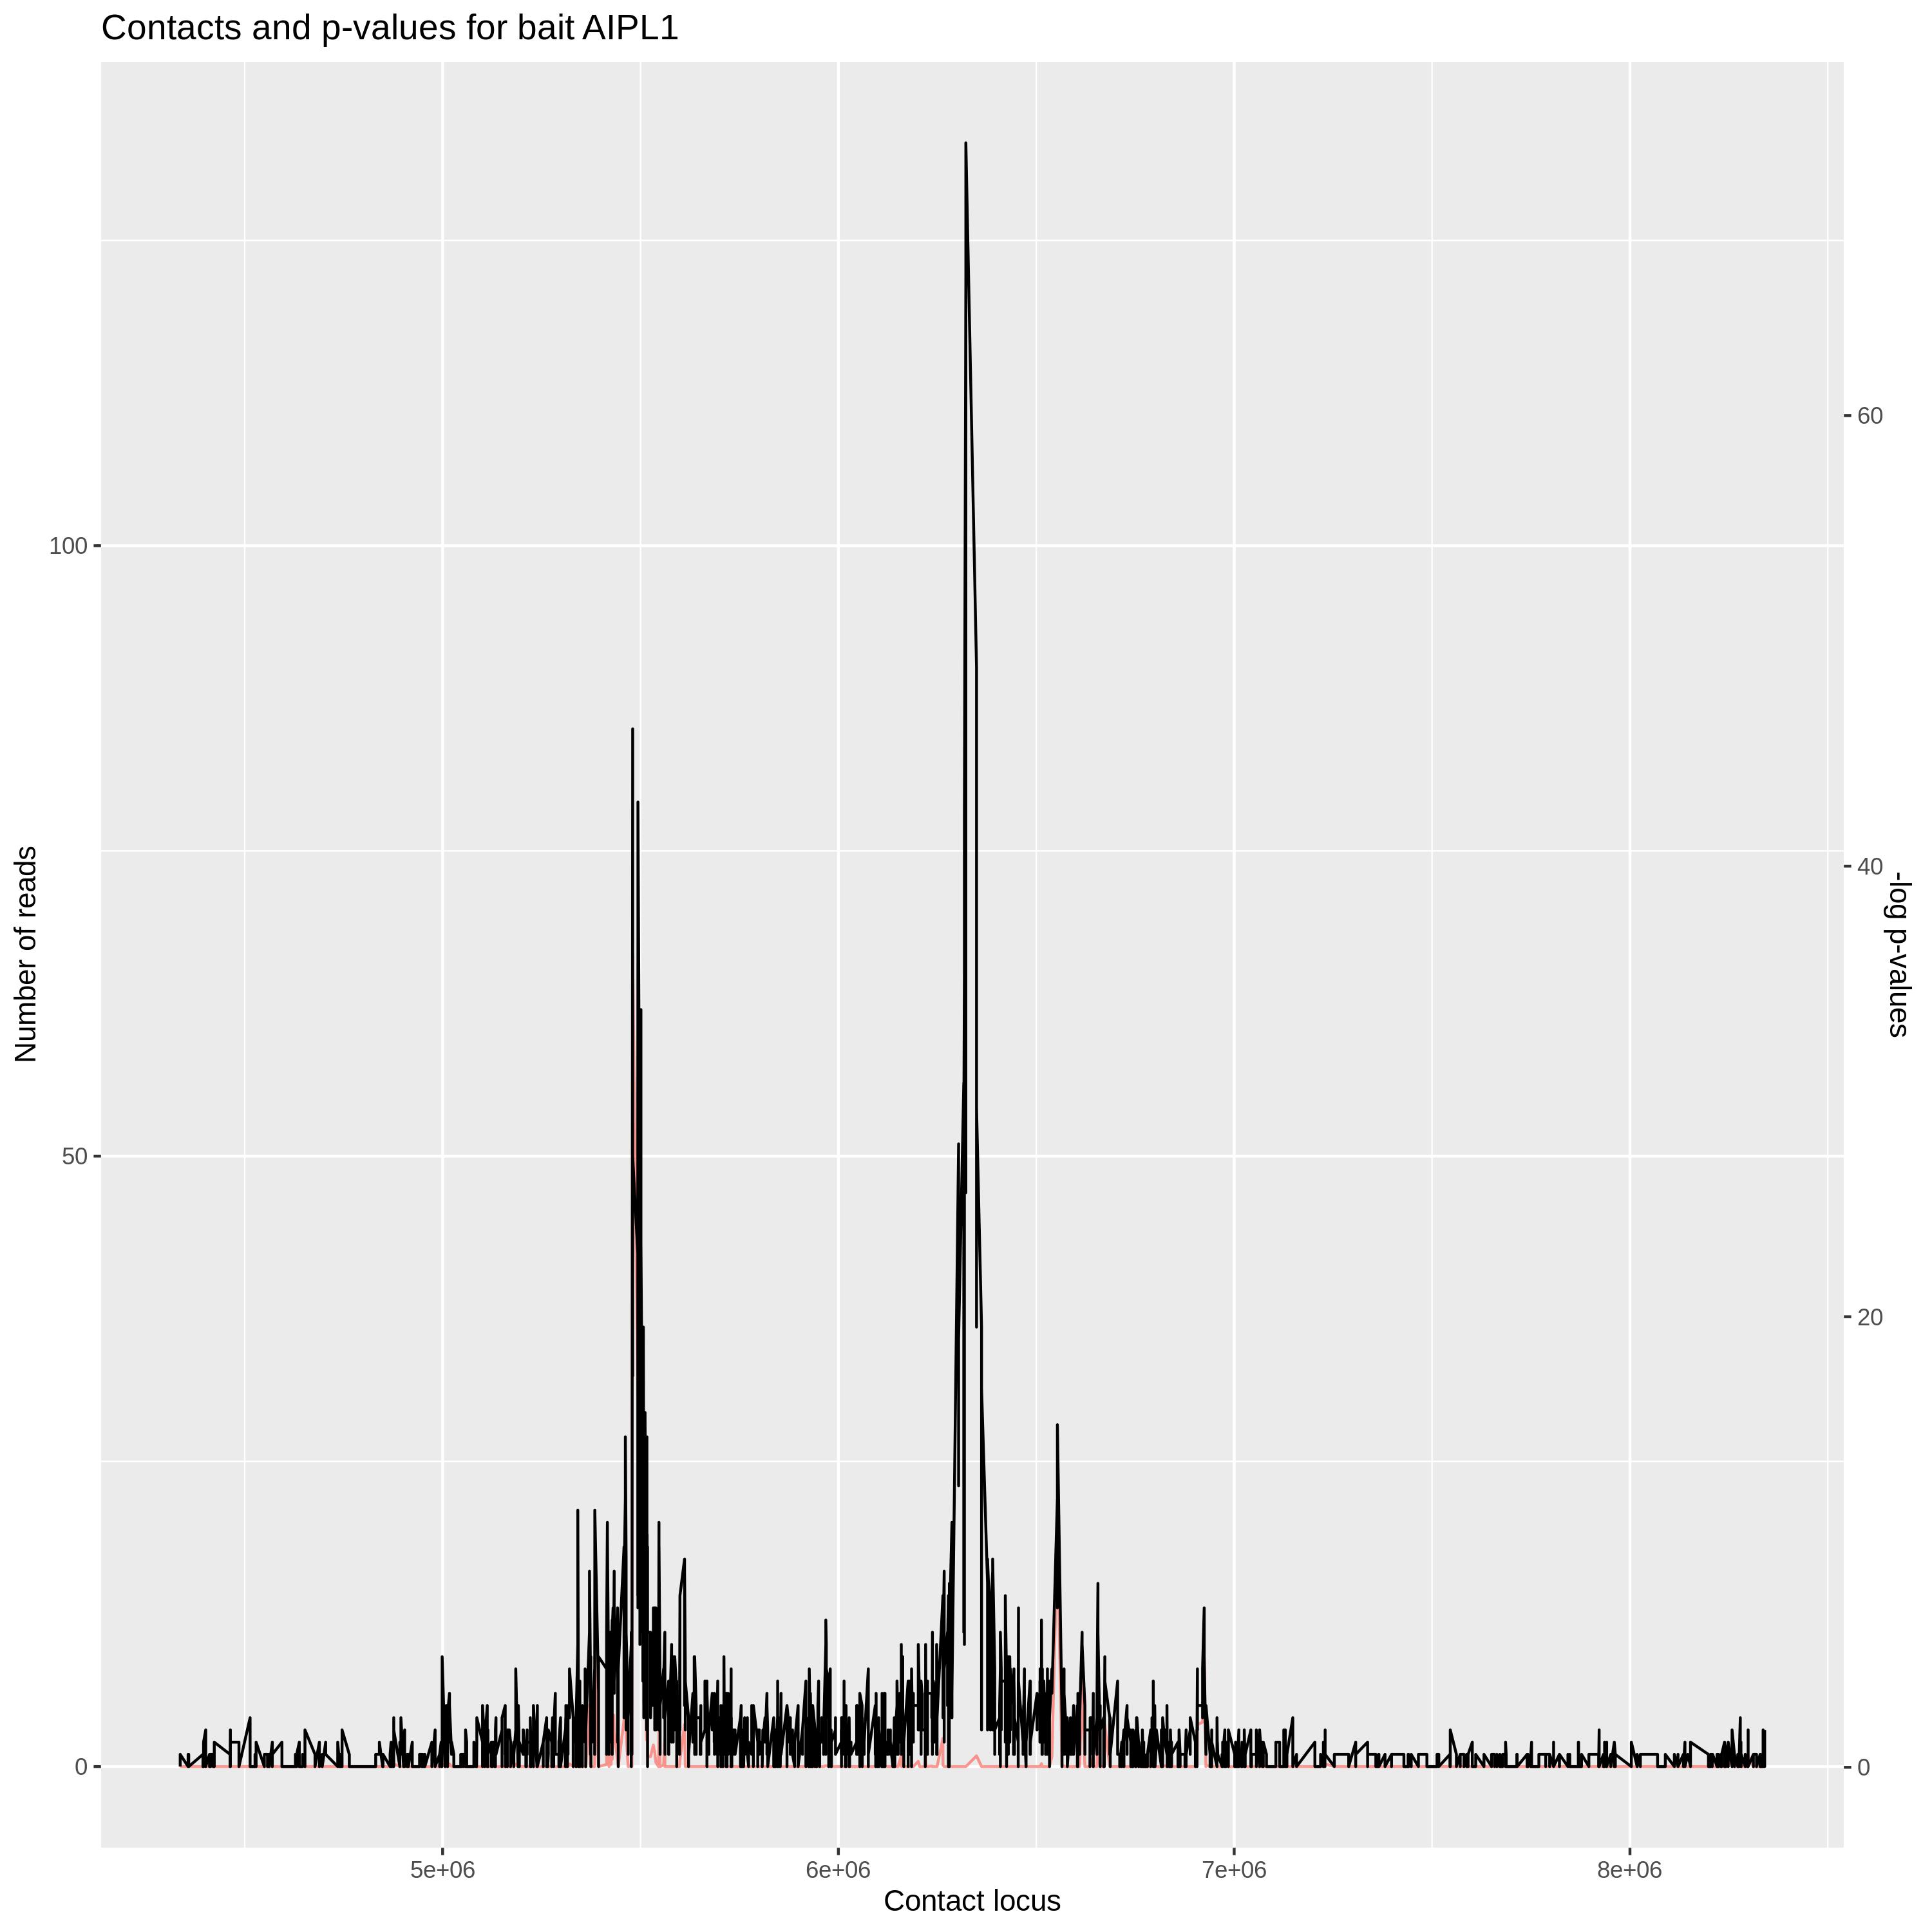 Contacts and p-values for bait AIPL1
Number of reads
100
50
0
60
40
20
0
-log p-values
5e+06 6e+06 7e+06 8e+06
Contact locus